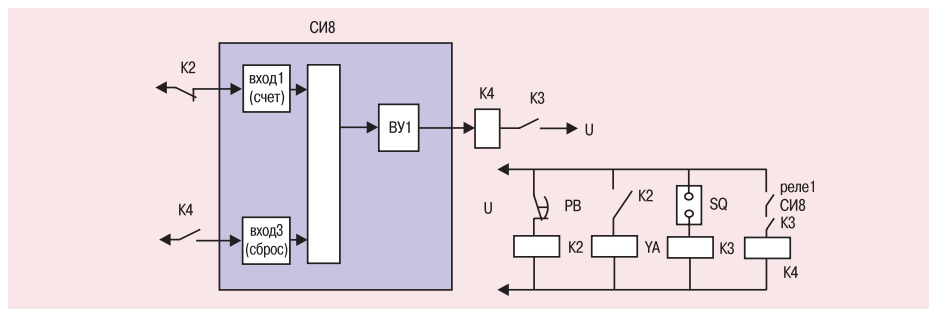 СИ8
К2
вход1
(счет)
ВУ1
К4
К3
U
К4
вход3
(сброс)
U
РВ
К2
К2
YA
SQ
К3
реле1
СИ8
К3
К4